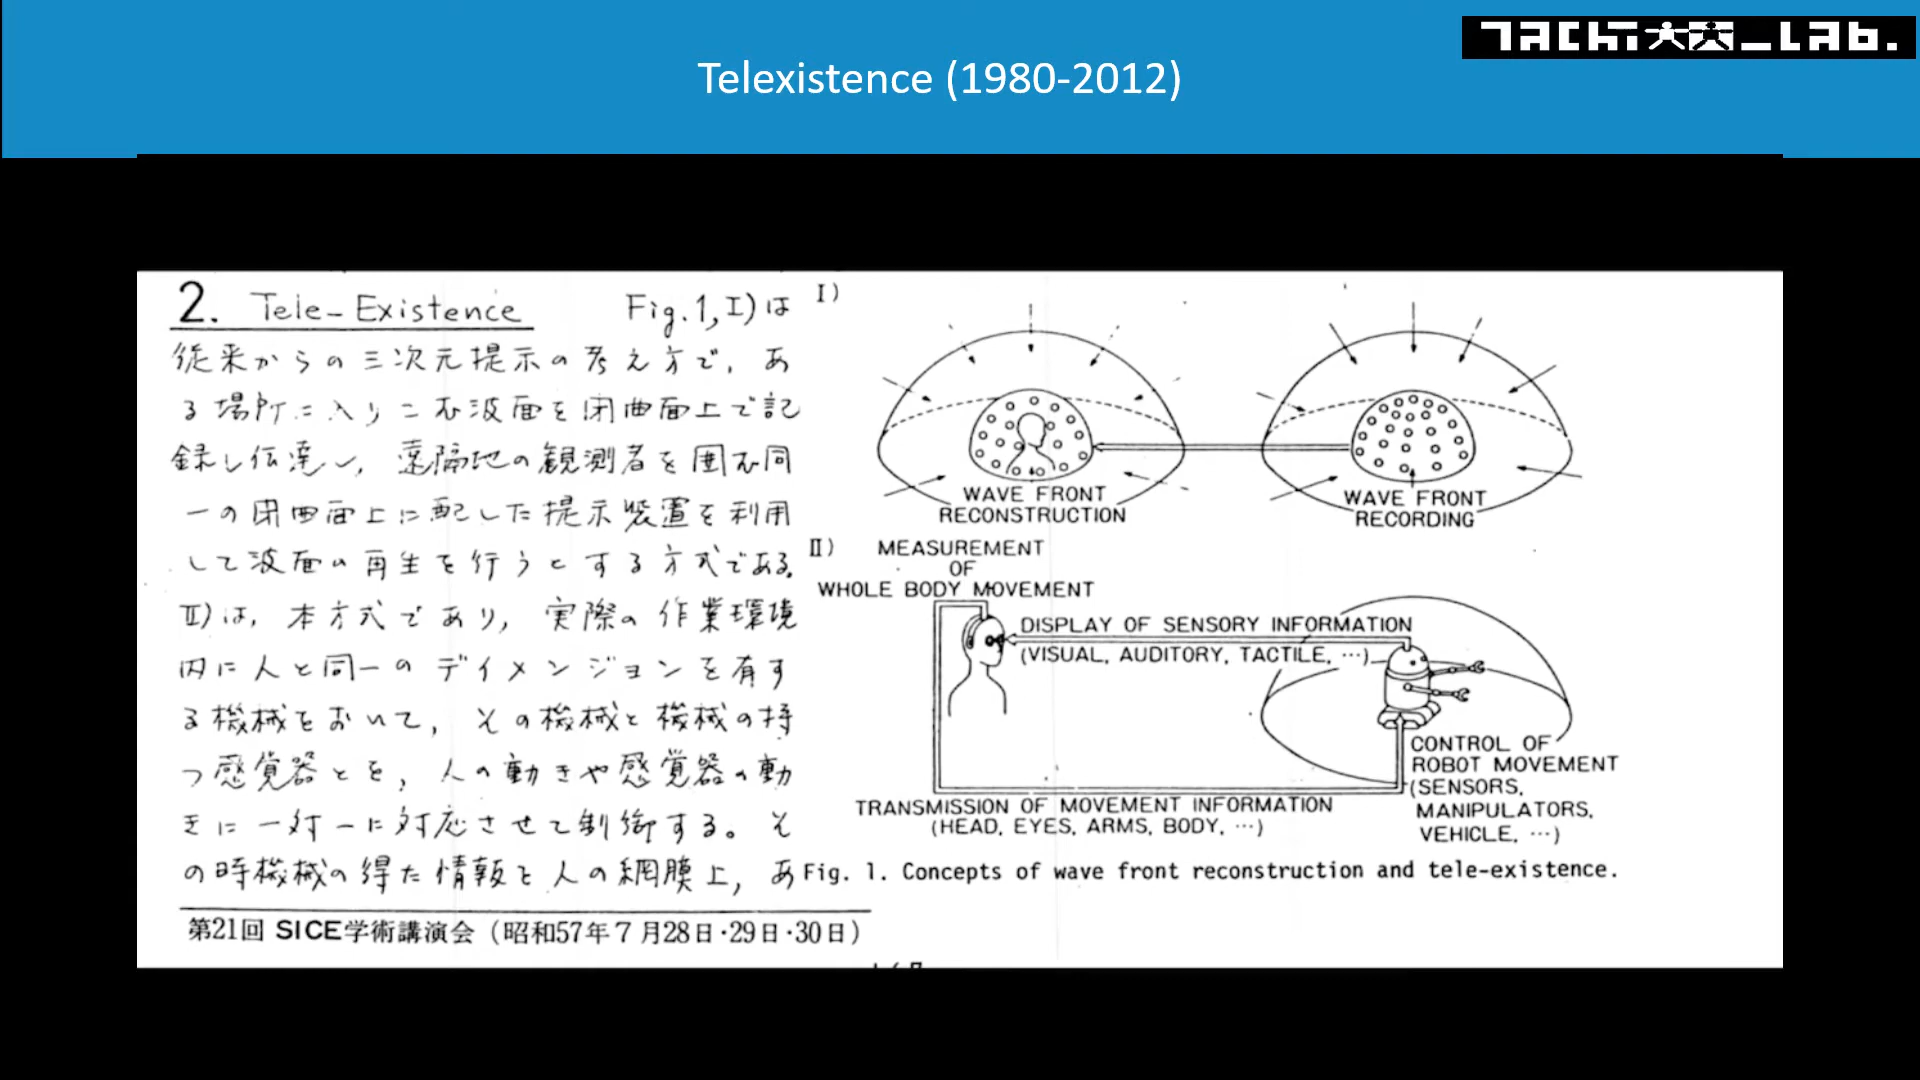 Telexistence (1980-2012)
TACHI_LAB.
2. Tele-Existence Fig.1, I)は
従来からの三次元提示の考え方で, あ
る場所に入りこむ波面を閉曲面上で記
録し伝達し, 遠隔地の観測者を囲む同
一の閉曲面上に配した提示装置を利用
して波面の再生を行うとする方式である.
II)は, 本方式であり, 実際の作業環境
内に人と同一のデイメンジョンを有す
る機械をおいて, その機械と機械の持
つ感覚器とを, 人の動きや感覚器の動
きに一対一に対応させて制御する。そ
の時機械の得た情報を人の網膜上, あ
第21回 SICE学術講演会 (昭和57年7月28日·29日·30日)
I)
WAVE FRONT
RECONSTRUCTION
WAVE FRONT
RECORDING
II) MEASUREMENT
OF
WHOLE BODY MOVEMENT
DISPLAY OF SENSORY INFORMATION
(VISUAL, AUDITORY, TACTILE, ···)
CONTROL OF
ROBOT MOVEMENT
(SENSORS,
MANIPULATORS,
VEHICLE, ···)
TRANSMISSION OF MOVEMENT INFORMATION
(HEAD, EYES, ARMS, BODY, ···)
Fig. 1. Concepts of wave front reconstruction and tele-existence.